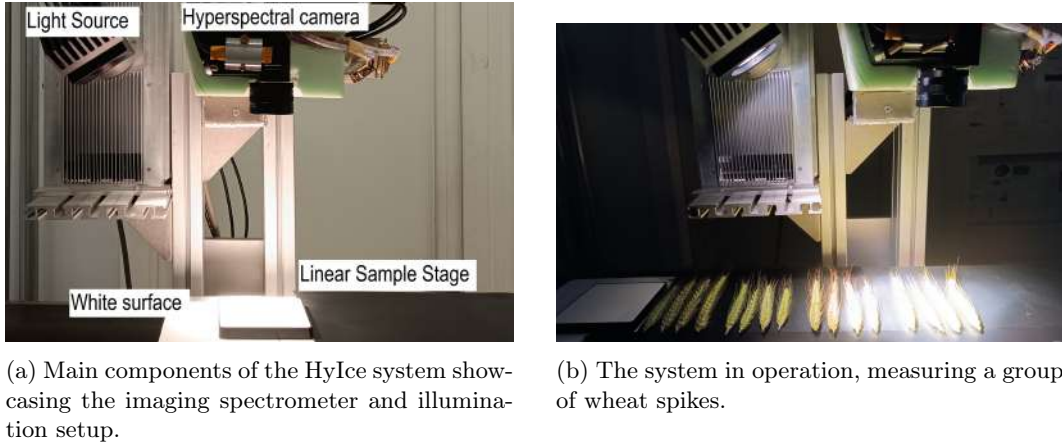 Light Source
Hyperspectral camera
Linear Sample Stage
White surface
(a) Main components of the HyIce system show-
casing the imaging spectrometer and illumina-
tion setup.
(b) The system in operation, measuring a group
of wheat spikes.